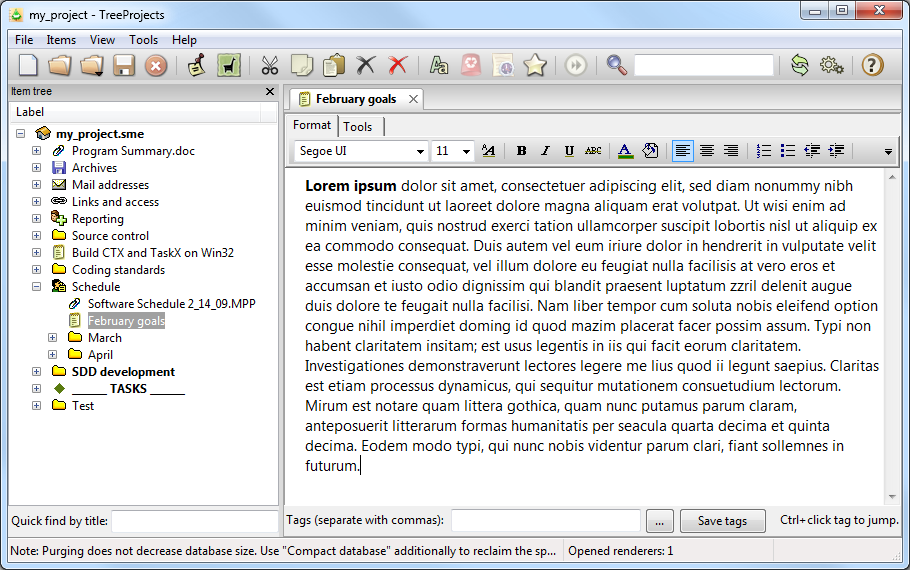 my_project - TreeProjects
File Items View Tools Help
Item tree
Label
my_project.sme
Program Summary.doc
Archives
Mail addresses
Links and access
Reporting
Source control
Build CTX and TaskX on Win32
Coding standards
Schedule
Software Schedule 2_14_09.MPP
February goals
March
April
SDD development
______ TASKS ______
Test
Quick find by title:
February goals
Format Tools
Segoe UI 11 A B I U ABC A
Lorem ipsum dolor sit amet, consectetuer adipiscing elit, sed diam nonummy nibh
euismod tincidunt ut laoreet dolore magna aliquam erat volutpat. Ut wisi enim ad
minim veniam, quis nostrud exerci tation ullamcorper suscipit lobortis nisl ut aliquip ex
ea commodo consequat. Duis autem vel eum iriure dolor in hendrerit in vulputate velit
esse molestie consequat, vel illum dolore eu feugiat nulla facilisis at vero eros et
accumsan et iusto odio dignissim qui blandit praesent luptatum zzril delenit augue
duis dolore te feugait nulla facilisi. Nam liber tempor cum soluta nobis eleifend option
congue nihil imperdiet doming id quod mazim placerat facer possim assum. Typi non
habent claritatem insitam; est usus legentis in iis qui facit eorum claritatem.
Investigationes demonstraverunt lectores legere me lius quod ii legunt saepius. Claritas
est etiam processus dynamicus, qui sequitur mutationem consuetudium lectorum.
Mirum est notare quam littera gothica, quam nunc putamus parum claram,
anteposuerit litterarum formas humanitatis per seacula quarta decima et quinta
decima. Eodem modo typi, qui nunc nobis videntur parum clari, fiant sollemnes in
futurum.
Tags (separate with commas): ... Save tags Ctrl+click tag to jump.
Note: Purging does not decrease database size. Use "Compact database" additionally to reclaim the sp... Opened renderers: 1